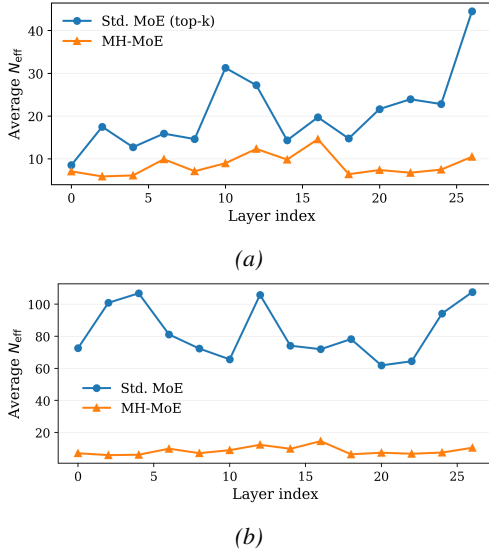 40
30
20
10
Average N_eff
Std. MoE (top-k)
MH-MoE
0 5 10 15 20 25
Layer index
(a)
100
80
60
40
20
Average N_eff
Std. MoE
MH-MoE
0 5 10 15 20 25
Layer index
(b)